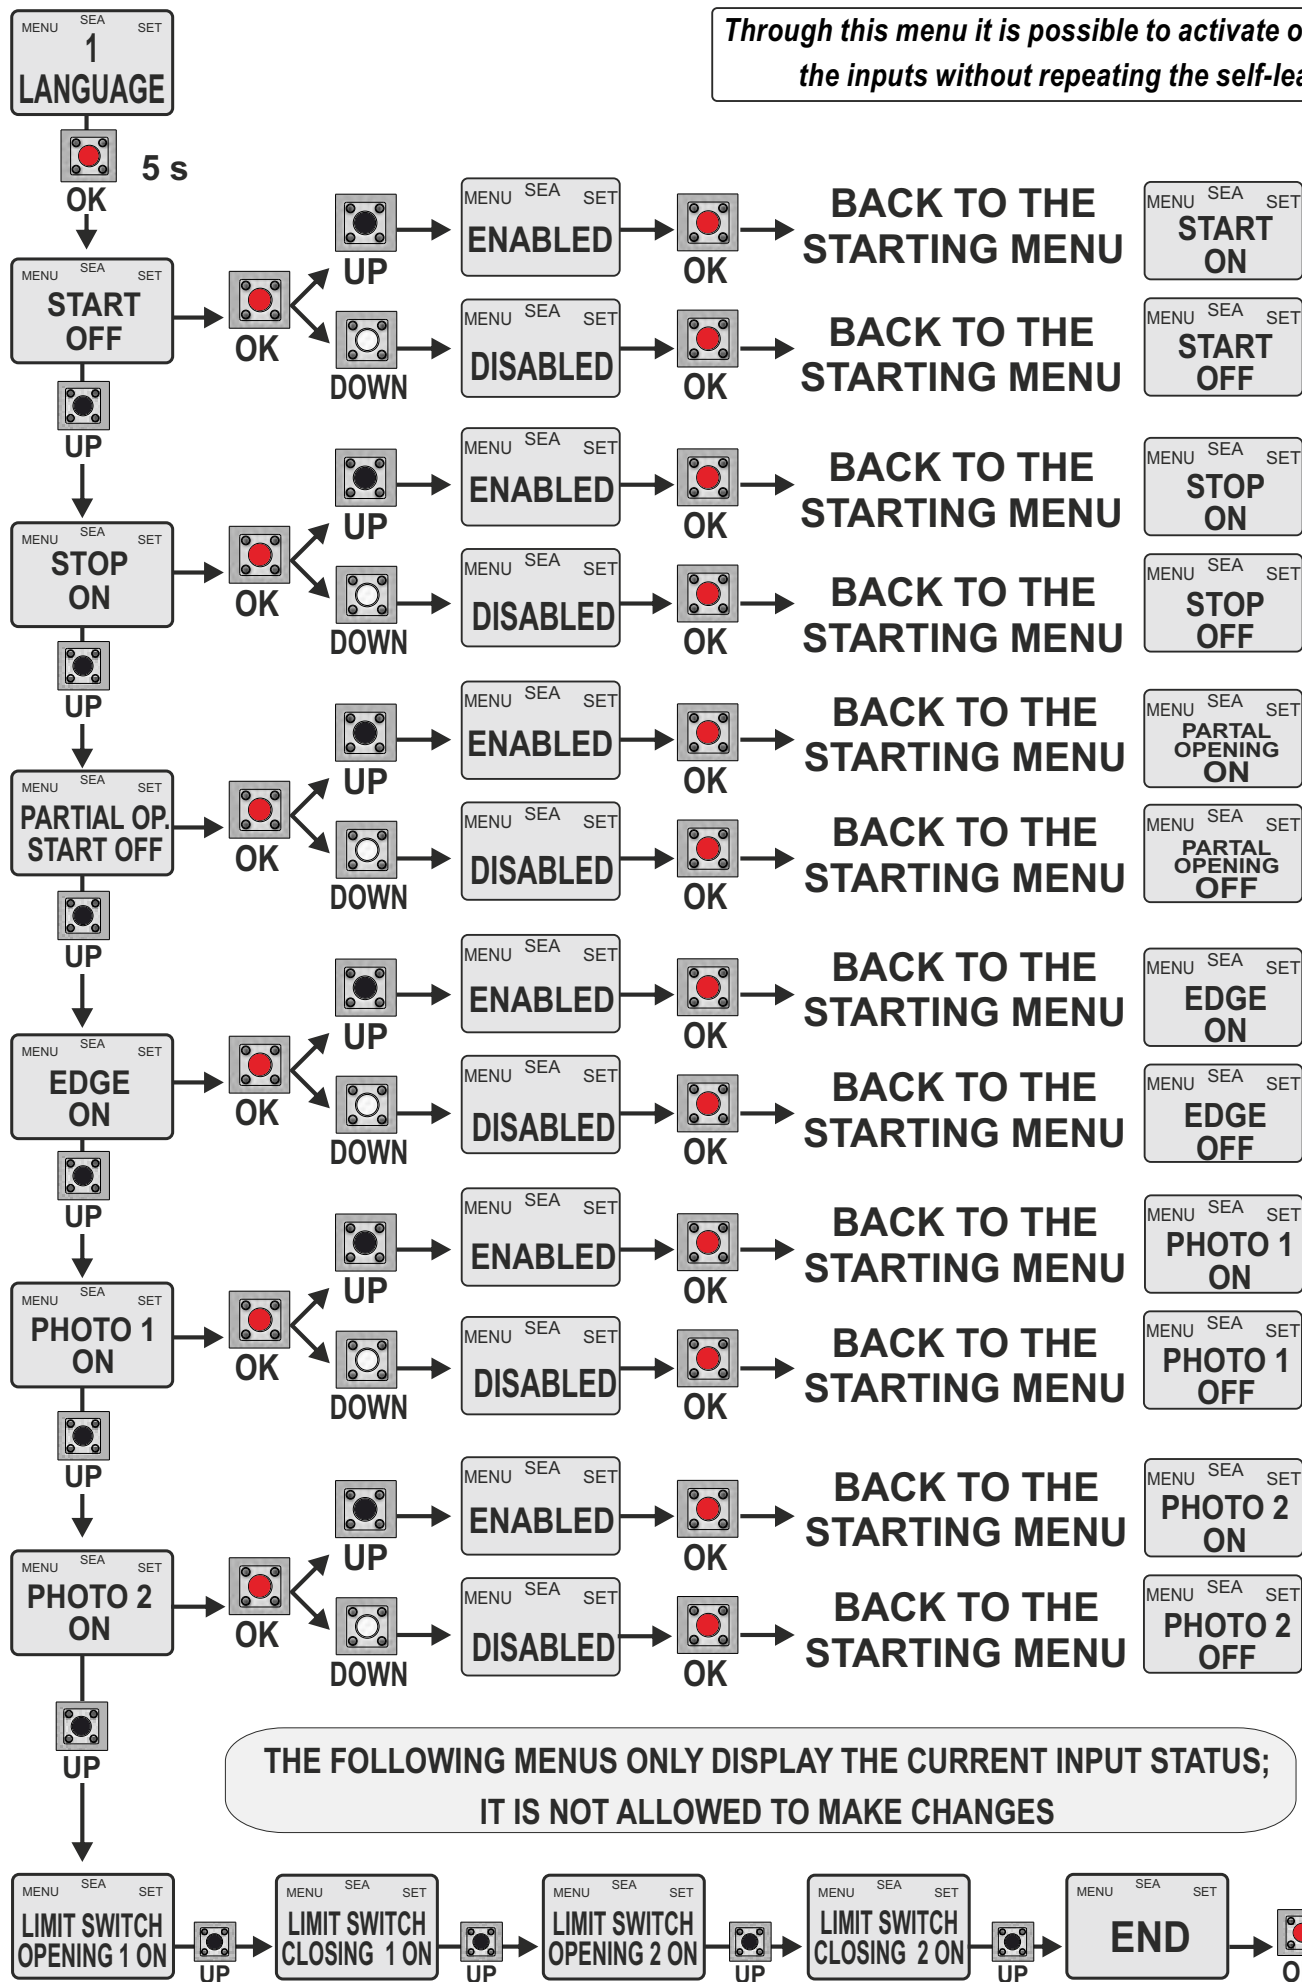 MENU SEA SET
1
LANGUAGE
Through this menu it is possible to activate
the inputs without repeating the
5 s
OK
MENU SEA SET
START
OFF
OK
UP
MENU SEA SET
ENABLED
OK
BACK TO THE
STARTING MENU
MENU SEA SET
START
ON
DOWN
MENU SEA SET
DISABLED
OK
BACK TO THE
STARTING MENU
MENU SEA SET
START
OFF
UP
MENU SEA SET
STOP
ON
OK
UP
MENU SEA SET
ENABLED
OK
BACK TO THE
STARTING MENU
MENU SEA SET
STOP
ON
DOWN
MENU SEA SET
DISABLED
OK
BACK TO THE
STARTING MENU
MENU SEA SET
STOP
OFF
UP
MENU SEA SET
PARTIAL OP.
START OFF
OK
UP
MENU SEA SET
ENABLED
OK
BACK TO THE
STARTING MENU
MENU SEA SET
PARTAL
OPENING
ON
DOWN
MENU SEA SET
DISABLED
OK
BACK TO THE
STARTING MENU
MENU SEA SET
PARTAL
OPENING
OFF
UP
MENU SEA SET
EDGE
ON
OK
UP
MENU SEA SET
ENABLED
OK
BACK TO THE
STARTING MENU
MENU SEA SET
EDGE
ON
DOWN
MENU SEA SET
DISABLED
OK
BACK TO THE
STARTING MENU
MENU SEA SET
EDGE
OFF
UP
MENU SEA SET
PHOTO 1
ON
OK
UP
MENU SEA SET
ENABLED
OK
BACK TO THE
STARTING MENU
MENU SEA SET
PHOTO 1
ON
DOWN
MENU SEA SET
DISABLED
OK
BACK TO THE
STARTING MENU
MENU SEA SET
PHOTO 1
OFF
UP
MENU SEA SET
PHOTO 2
ON
OK
UP
MENU SEA SET
ENABLED
OK
BACK TO THE
STARTING MENU
MENU SEA SET
PHOTO 2
ON
DOWN
MENU SEA SET
DISABLED
OK
BACK TO THE
STARTING MENU
MENU SEA SET
PHOTO 2
OFF
UP
THE FOLLOWING MENUS ONLY DISPLAY THE CURRENT INPUT STATUS;
IT IS NOT ALLOWED TO MAKE CHANGES
MENU SEA SET
LIMIT SWITCH
OPENING 1 ON
UP
MENU SEA SET
LIMIT SWITCH
CLOSING 1 ON
UP
MENU SEA SET
LIMIT SWITCH
OPENING 2 ON
UP
MENU SEA SET
LIMIT SWITCH
CLOSING 2 ON
UP
MENU SEA SET
END